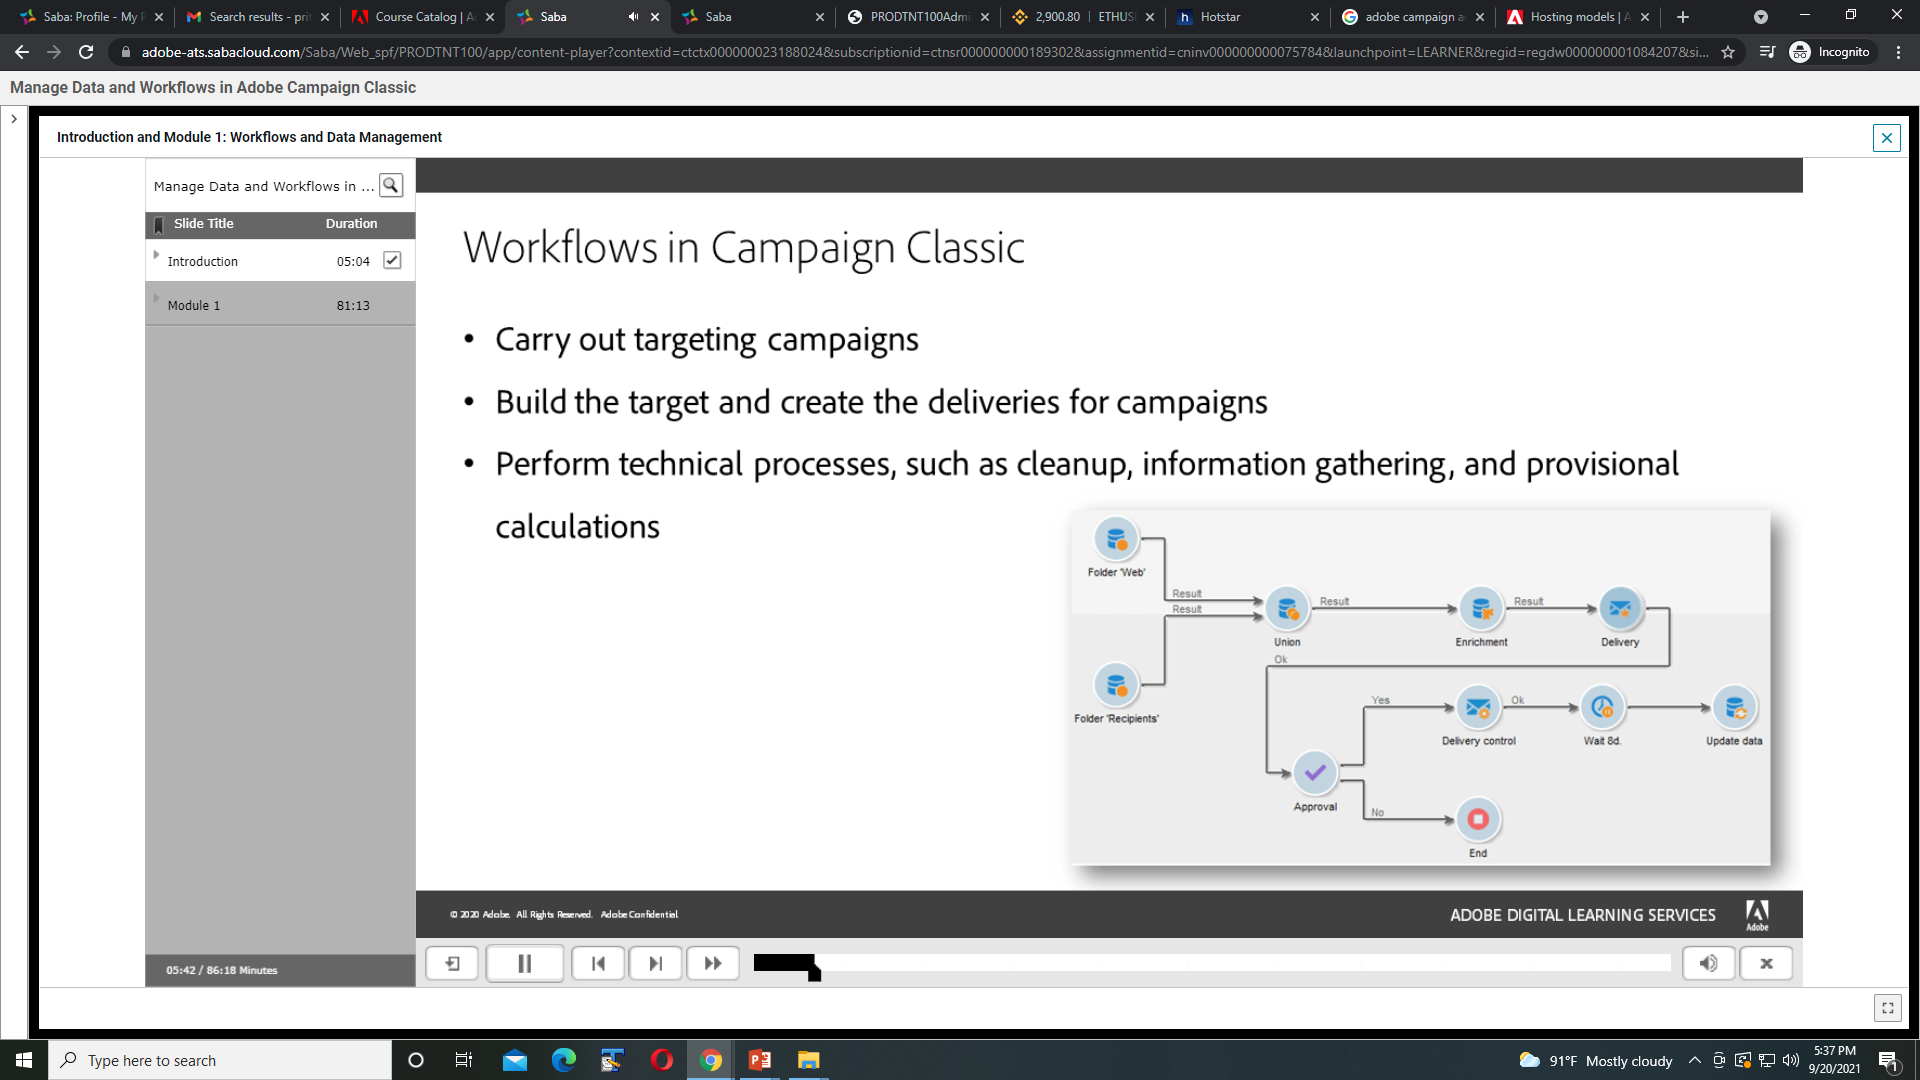 Saba: Profile - My P
Search results - prit
Course Catalog | Ad
Saba
Saba
PRODTNT100Admi
2,900.80 | ETHUS
Hotstar
adobe campaign a
Hosting models | A
adobe-ats.sabacloud.com/Saba/Web_spf/PRODTNT100/app/content-player?contextid=ctctx000000023188024&subscriptionid=ctnsr0000000000189302&assignmentid=cninv000000000075784&launchpoint=LEARNER&regid=regdw000000001084207&si...
Incognito
Manage Data and Workflows in Adobe Campaign Classic
Introduction and Module 1: Workflows and Data Management
Manage Data and Workflows in ...
Slide Title Duration
Introduction 05:04
Module 1 81:13
Workflows in Campaign Classic
• Carry out targeting campaigns
• Build the target and create the deliveries for campaigns
• Perform technical processes, such as cleanup, information gathering, and provisional
calculations
Folder 'Web'
Result
Result
Union
Result
Enrichment
Result
Delivery
Ok
Folder 'Recipients'
Yes
Delivery control
Ok
Wait 8d.
Update data
Approval
No
End
© 2020 Adobe. All Rights Reserved. Adobe Confidential
ADOBE DIGITAL LEARNING SERVICES
Adobe
05:42 / 86:18 Minutes
Type here to search
91°F Mostly cloudy
5:37 PM
9/20/2021
1